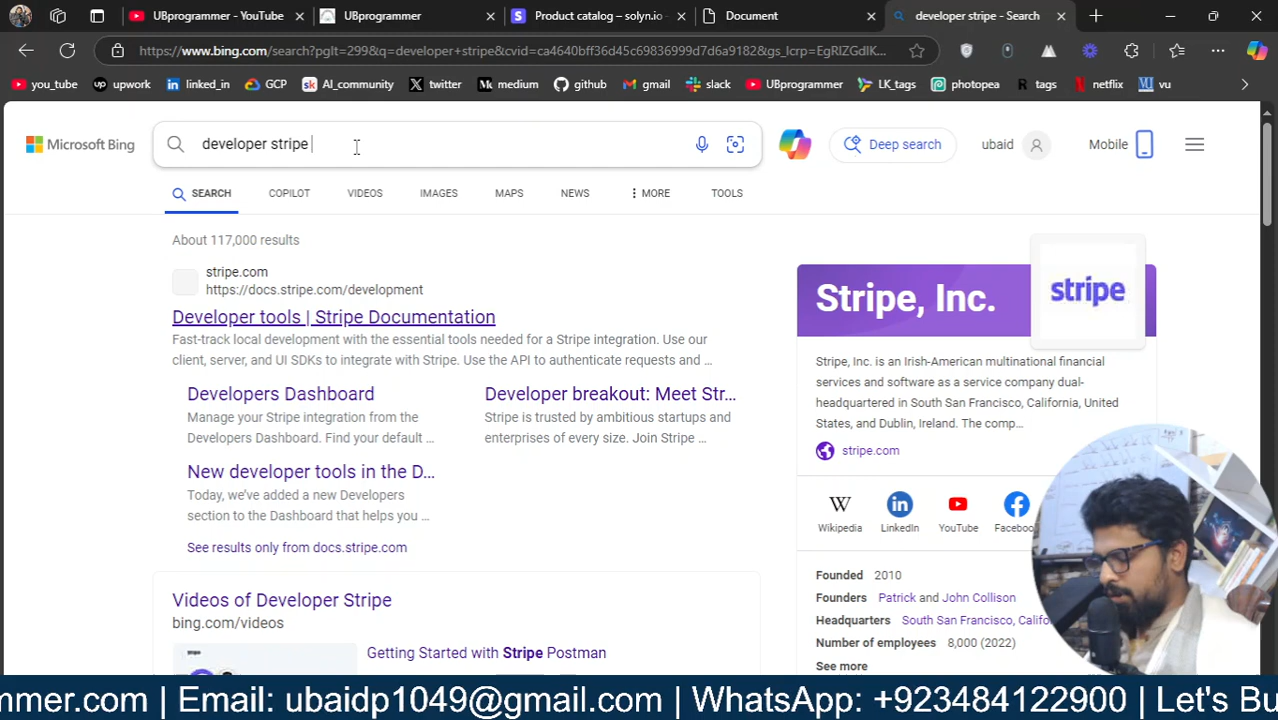 UBprogrammer - YouTube
UBprogrammer
Product catalog – solyn.io –
Document
developer stripe - Search
https://www.bing.com/search?pglt=299&q=developer+stripe&cvid=ca4640bff36d45c69836999d7d6a9182&gs_lcrp=EgRlZGdlK...
you_tube
upwork
linked_in
GCP
AI_community
twitter
medium
github
gmail
slack
UBprogrammer
LK_tags
photopea
tags
netflix
vu
Microsoft Bing
developer stripe
Deep search
ubaid
Mobile
SEARCH
COPILOT
VIDEOS
IMAGES
MAPS
NEWS
MORE
TOOLS
About 117,000 results
stripe.com
https://docs.stripe.com/development
Developer tools | Stripe Documentation
Fast-track local development with the essential tools needed for a Stripe integration. Use our
client, server, and UI SDKs to integrate with Stripe. Use the API to authenticate requests and ...
Developers Dashboard
Manage your Stripe integration from the
Developers Dashboard. Find your default ...
Developer breakout: Meet Str...
Stripe is trusted by ambitious startups and
enterprises of every size. Join Stripe ...
New developer tools in the D...
Today, we've added a new Developers
section to the Dashboard that helps you ...
See results only from docs.stripe.com
Videos of Developer Stripe
bing.com/videos
Getting Started with Stripe Postman
Stripe, Inc.
stripe
Stripe, Inc. is an Irish-American multinational financial
services and software as a service company dual-
headquartered in South San Francisco, California, United
States, and Dublin, Ireland. The comp...
stripe.com
Wikipedia
LinkedIn
YouTube
Faceboo
Founded 2010
Founders Patrick and John Collison
Headquarters South San Francisco, Califo
Number of employees 8,000 (2022)
See more
mmer.com | Email: ubaidp1049@gmail.com | WhatsApp: +923484122900 | Let's Bu